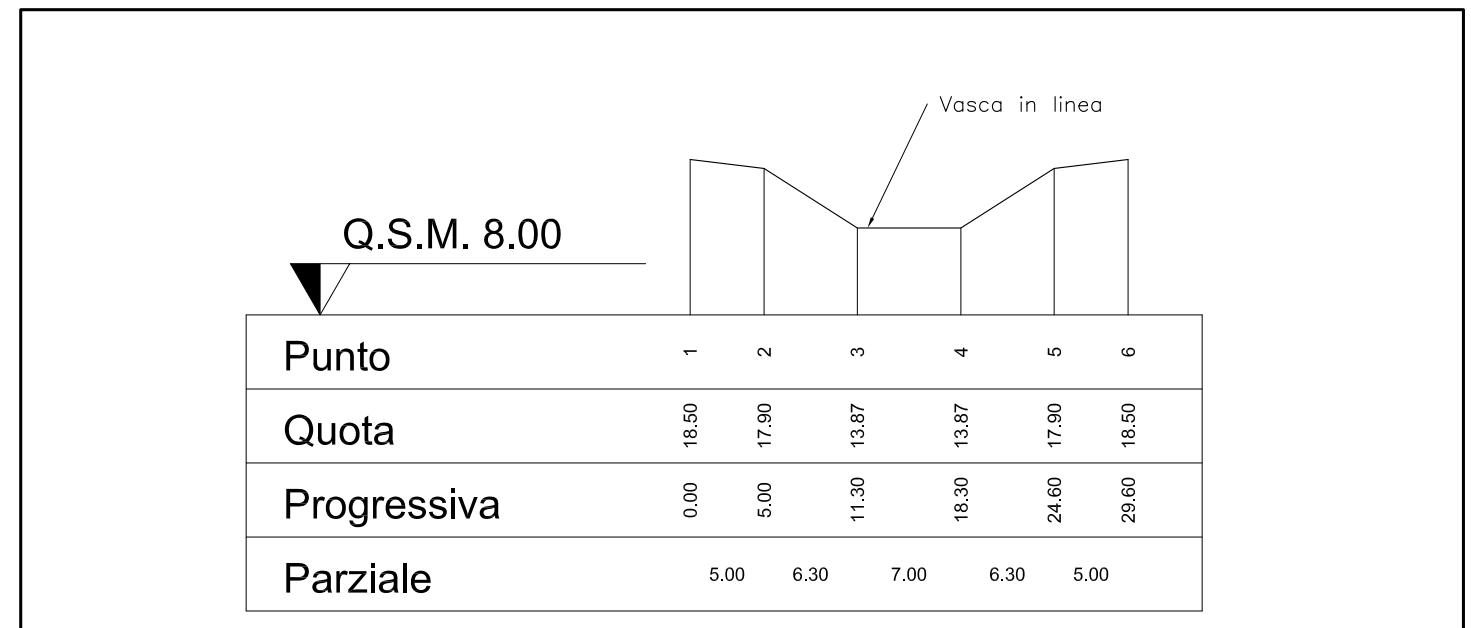 Vasca in linea
Q.S.M. 8.00
Punto 1 2 3 4 5 6
Quota 18.50 17.90 13.87 13.87 17.90 18.50
Progressiva 0.00 5.00 11.30 18.30 24.60 29.60
Parziale 5.00 6.30 7.00 6.30 5.00